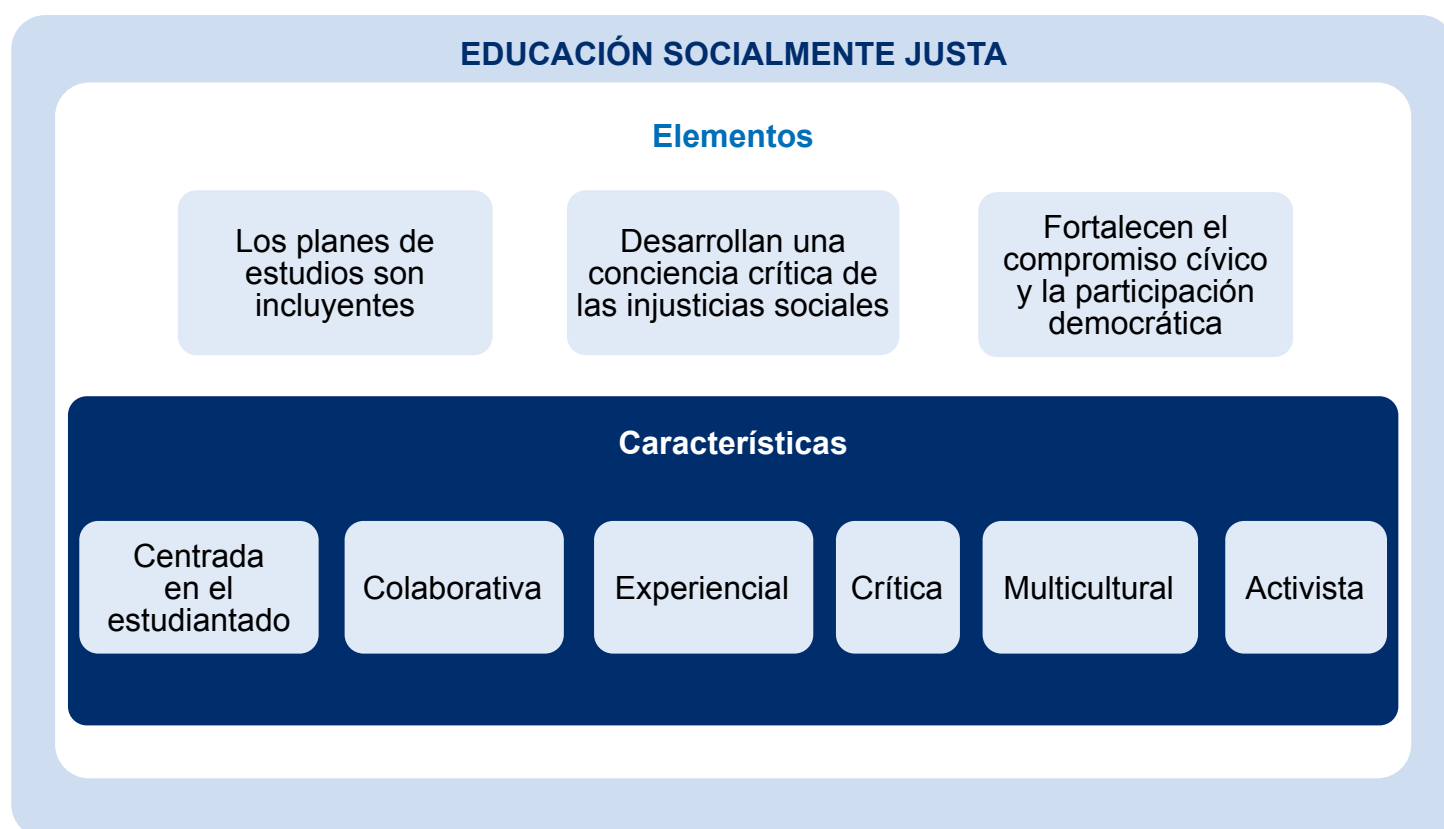 EDUCACIÓN SOCIALMENTE JUSTA
Elementos
Los planes de
estudios son
incluyentes
Desarrollan una
conciencia crítica de
las injusticias sociales
Fortalecen el
compromiso cívico
y la participación
democrática
Características
Centrada
en el
estudiantado
Colaborativa
Experiencial
Crítica
Multicultural
Activista